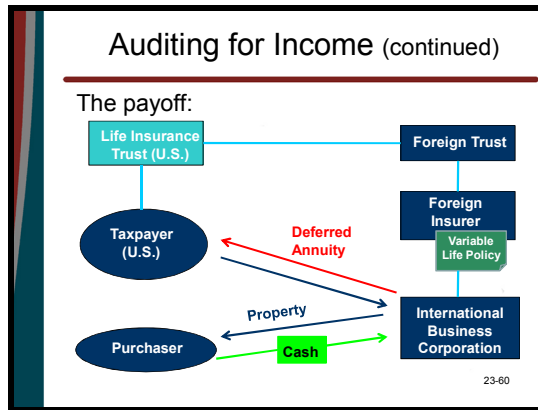 Auditing for Income (continued)
The payoff:
Life Insurance
Trust (U.S.)
Foreign Trust
Foreign
Insurer
Variable
Life Policy
Taxpayer
(U.S.)
Deferred
Annuity
Property
International
Business
Corporation
Purchaser
Cash
23-60